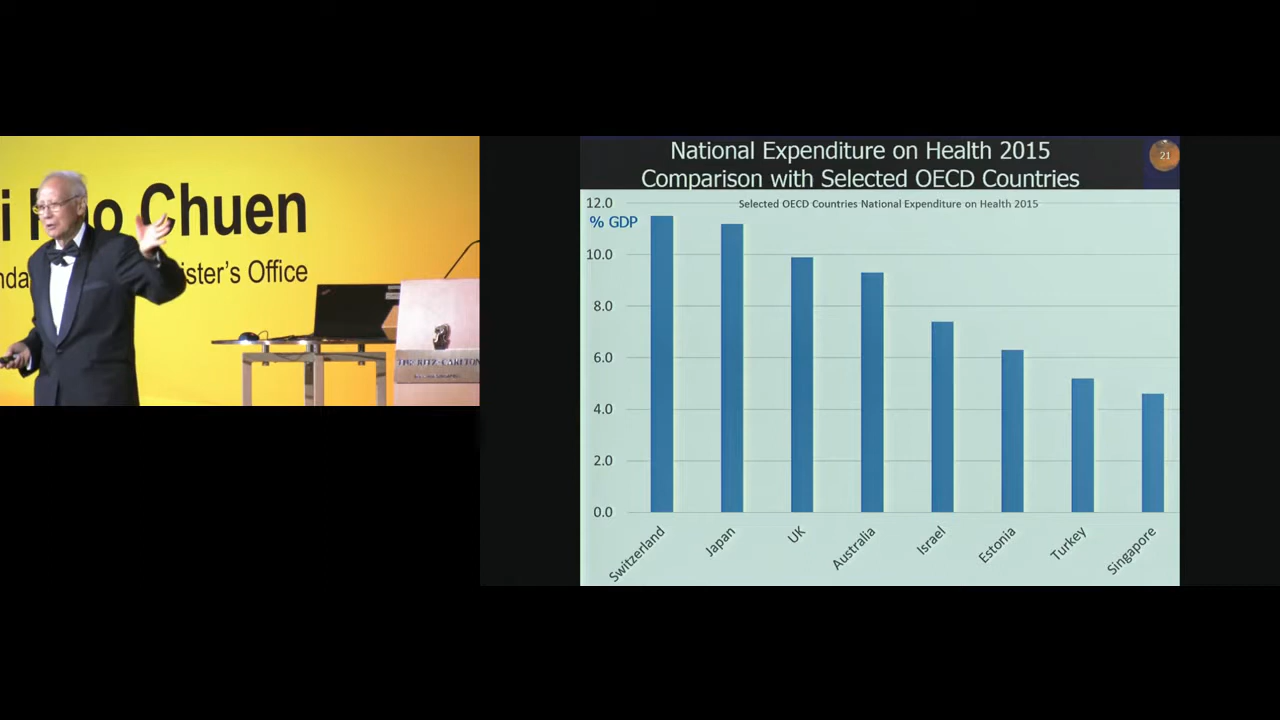 Chuen
ister's Office
THE RITZ-CARLTON
National Expenditure on Health 2015
Comparison with Selected OECD Countries
21
Selected OECD Countries National Expenditure on Health 2015
% GDP
12.0
10.0
8.0
6.0
4.0
2.0
0.0
Switzerland
Japan
UK
Australia
Israel
Estonia
Turkey
Singapore